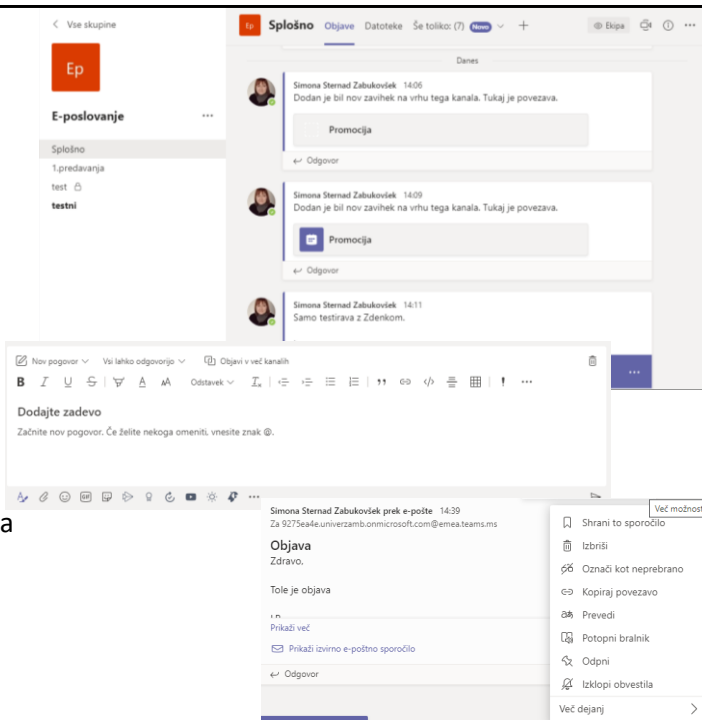 Vse skupine
Ep
E-poslovanje
Splošno
1.predavanja
test
testni
Ep Splošno Objave Datoteke Še toliko: (7) Novo Ekipa
Danes
Simona Sternad Zabukovšek 14:06
Dodan je bil nov zavihek na vrhu tega kanala. Tukaj je povezava.
Promocija
Odgovor
Simona Sternad Zabukovšek 14:09
Dodan je bil nov zavihek na vrhu tega kanala. Tukaj je povezava.
Promocija
Odgovor
Simona Sternad Zabukovšek 14:11
Samo testirava z Zdenkom.
Nov pogovor Vsi lahko odgovorijo Objavi v več kanalih
B I U S A AA Odstavek
Dodajte zadevo
Začnite nov pogovor. Če želite nekoga omeniti, vnesite znak @.
GIF
a
Simona Sternad Zabukovšek prek e-pošte 14:39
Za 9275ea4e.univerzamb.onmicrosoft.com@emea.teams.ms
Objava
Zdravo,
Tole je objava
Prikaži več
Prikaži izvirno e-poštno sporočilo
Odgovor
Več možnost
Shrani to sporočilo
Izbriši
Označi kot neprebrano
Kopiraj povezavo
Prevedi
Potopni bralnik
Odpni
Izklopi obvestila
Več dejanj